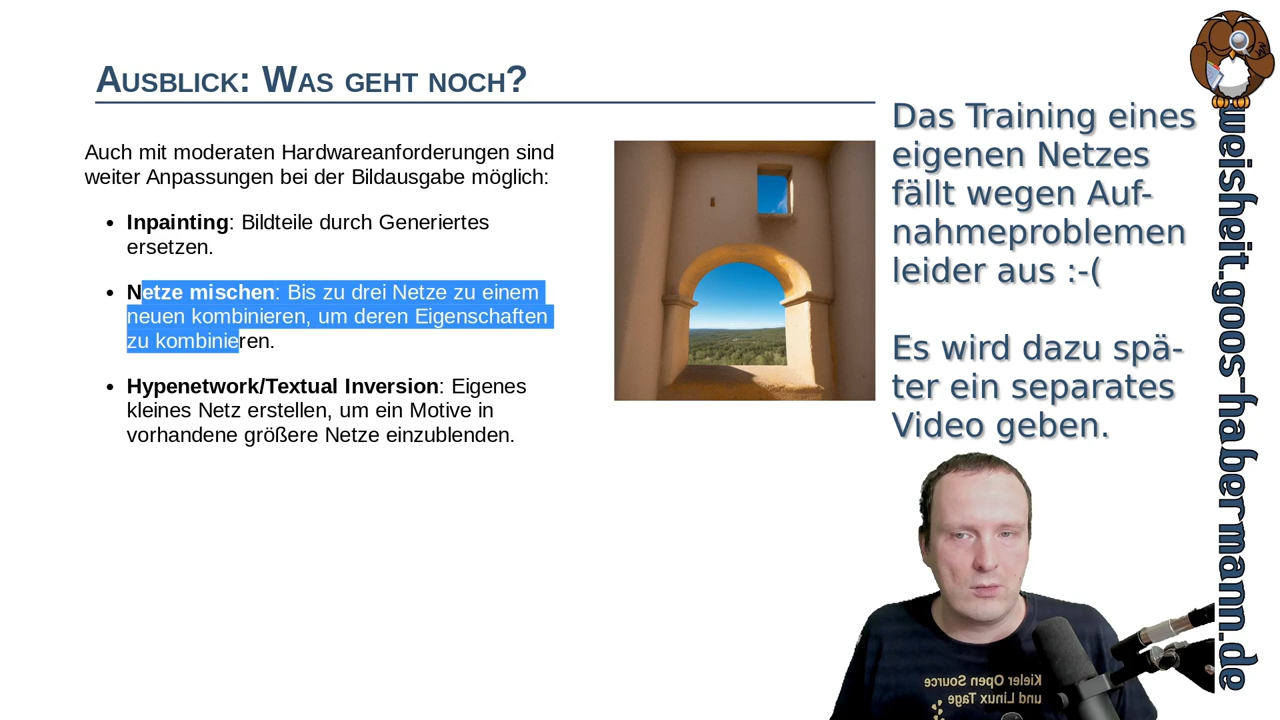 Ausblick: Was geht noch?
Auch mit moderaten Hardwareanforderungen sind
weiter Anpassungen bei der Bildausgabe möglich:
• Inpainting: Bildteile durch Generiertes
ersetzen.
• Netze mischen: Bis zu drei Netze zu einem
neuen kombinieren, um deren Eigenschaften
zu kombinieren.
• Hypenetwork/Textual Inversion: Eigenes
kleines Netz erstellen, um ein Motive in
vorhandene größere Netze einzublenden.
Das Training eines
eigenen Netzes
fällt wegen Auf-
nahmeproblemen
leider aus :-(
Es wird dazu spä-
ter ein separates
Video geben.
Kieler Open Source
und Linux Tage
weisheit.goos-habermann.de